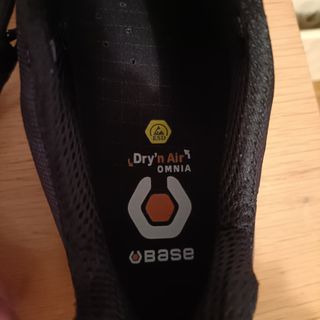 ESD
Dry'n Air
OMNIA
BASE